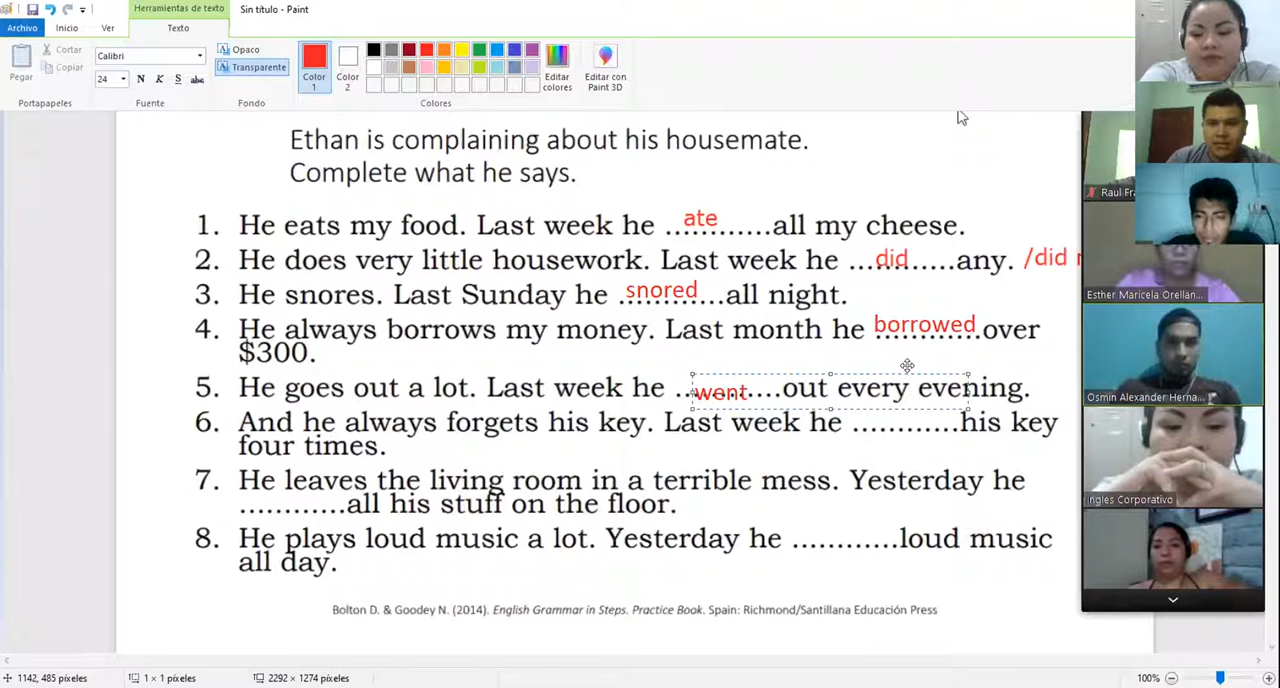 Herramientas de texto
Sin título - Paint
Archivo Inicio Ver Texto
Pegar
Cortar
Copiar
Portapapeles
Calibri
24
N K S abc
Fuente
Opaco
Transparente
Fondo
Color 1
Color 2
Colores
Editar colores
Editar con Paint 3D
Ethan is complaining about his housemate.
Complete what he says.
1. He eats my food. Last week he ....ate........all my cheese.
2. He does very little housework. Last week he ....did........any. /did
3. He snores. Last Sunday he ....snored........all night.
4. He always borrows my money. Last month he ....borrowed........over
$300.
5. He goes out a lot. Last week he ....went........out every evening.
6. And he always forgets his key. Last week he ............his key
four times.
7. He leaves the living room in a terrible mess. Yesterday he
............all his stuff on the floor.
8. He plays loud music a lot. Yesterday he ............loud music
all day.
Bolton D. & Goodey N. (2014). English Grammar in Steps. Practice Book. Spain: Richmond/Santillana Educación Press
Raul Fra
Esther Maricela Orellan...
Osmin Alexander Herna...
Ingles Corporativo
1142, 485 píxeles
1 × 1 píxeles
2292 × 1274 píxeles
100%